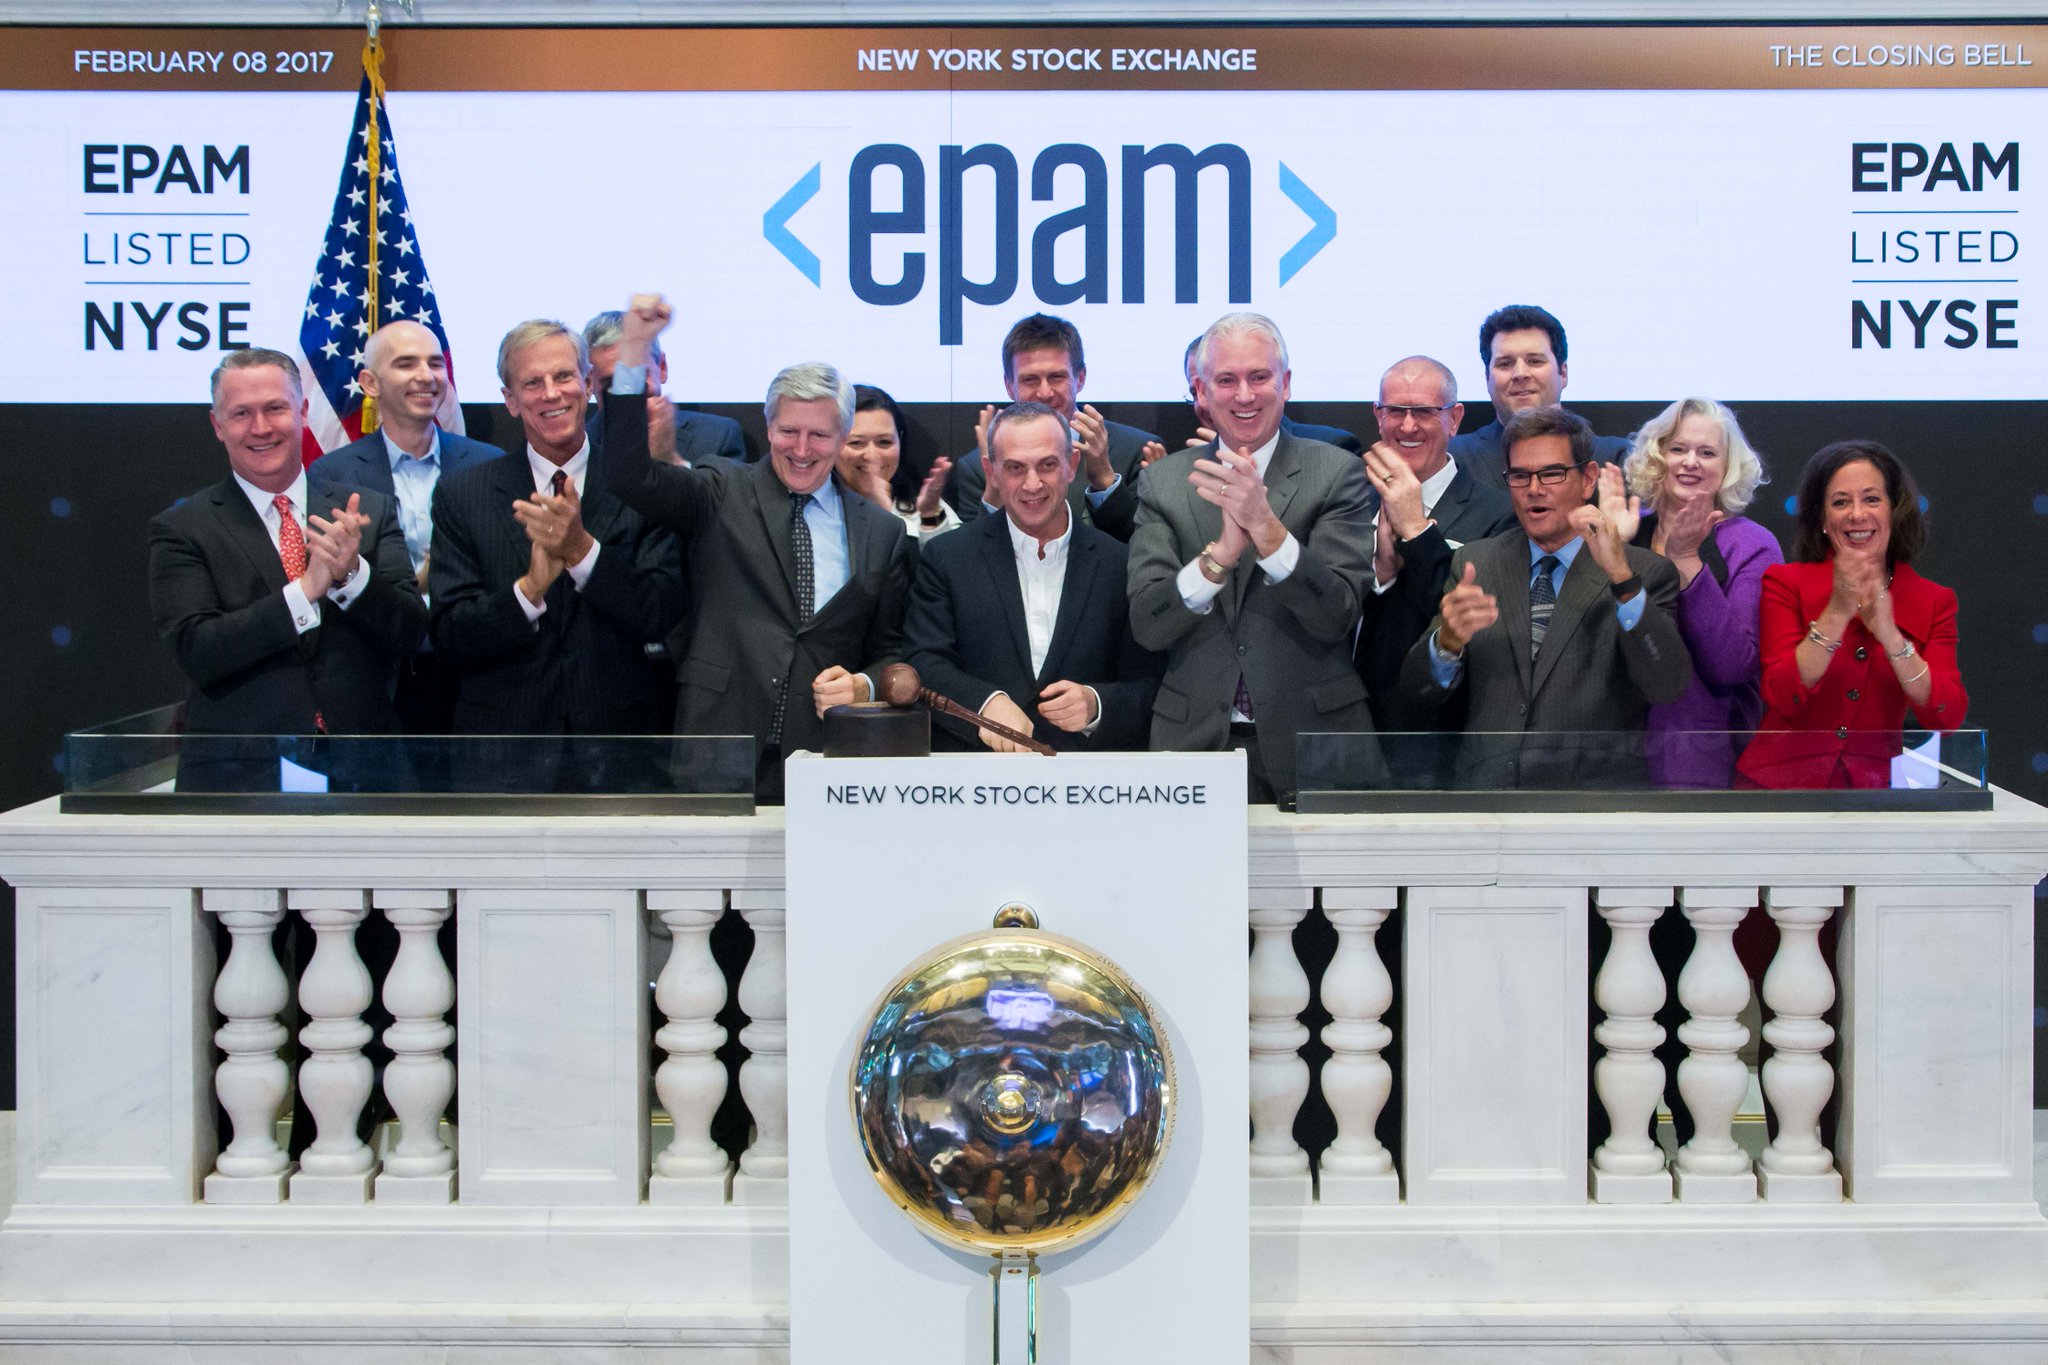 FEBRUARY 08 2017
NEW YORK STOCK EXCHANGE
THE CLOSING BELL
EPAM
LISTED
NYSE
<epam>
EPAM
LISTED
NYSE
NEW YORK STOCK EXCHANGE